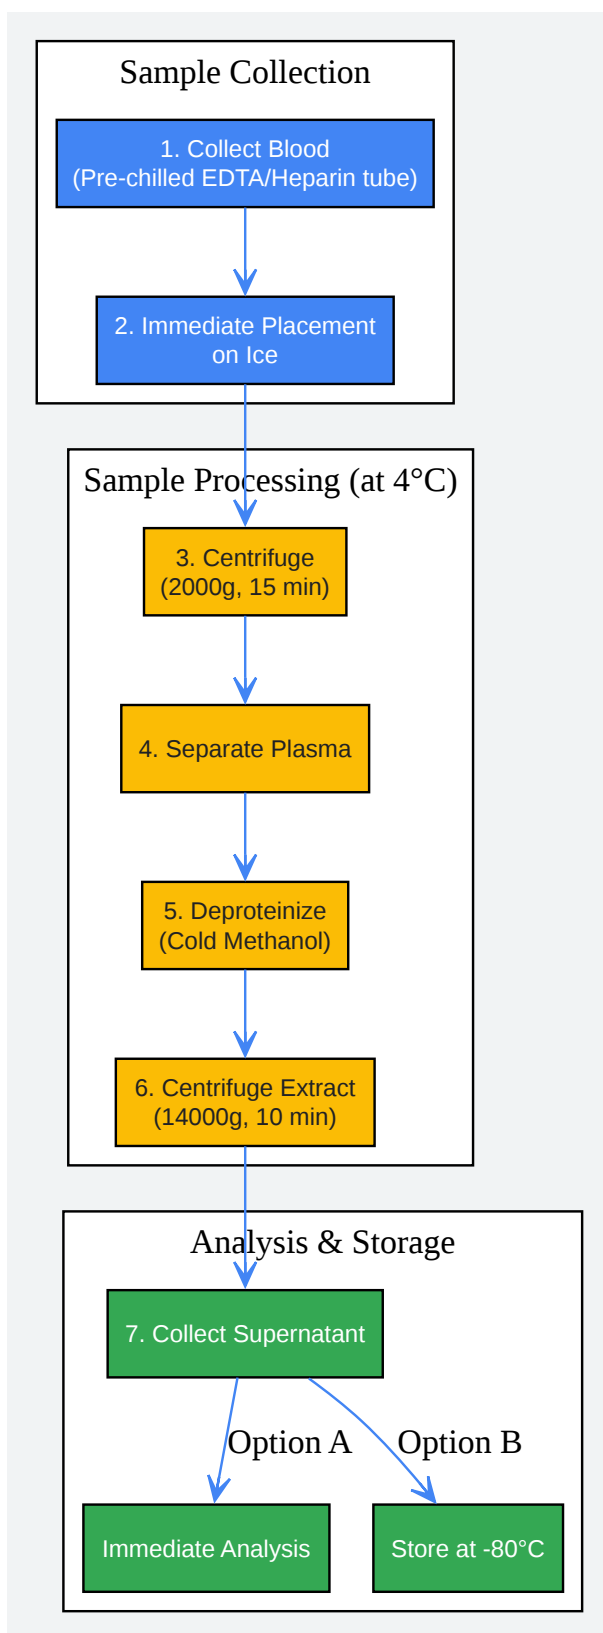 Sample Collection
1. Collect Blood
(Pre-chilled EDTA/Heparin tube)
2. Immediate Placement
on Ice
Sample Processing (at 4°C)
3. Centrifuge
(2000g, 15 min)
4. Separate Plasma
5. Deproteinize
(Cold Methanol)
6. Centrifuge Extract
(14000g, 10 min)
Analysis & Storage
7. Collect Supernatant
Option A
Option B
Immediate Analysis
Store at -80°C